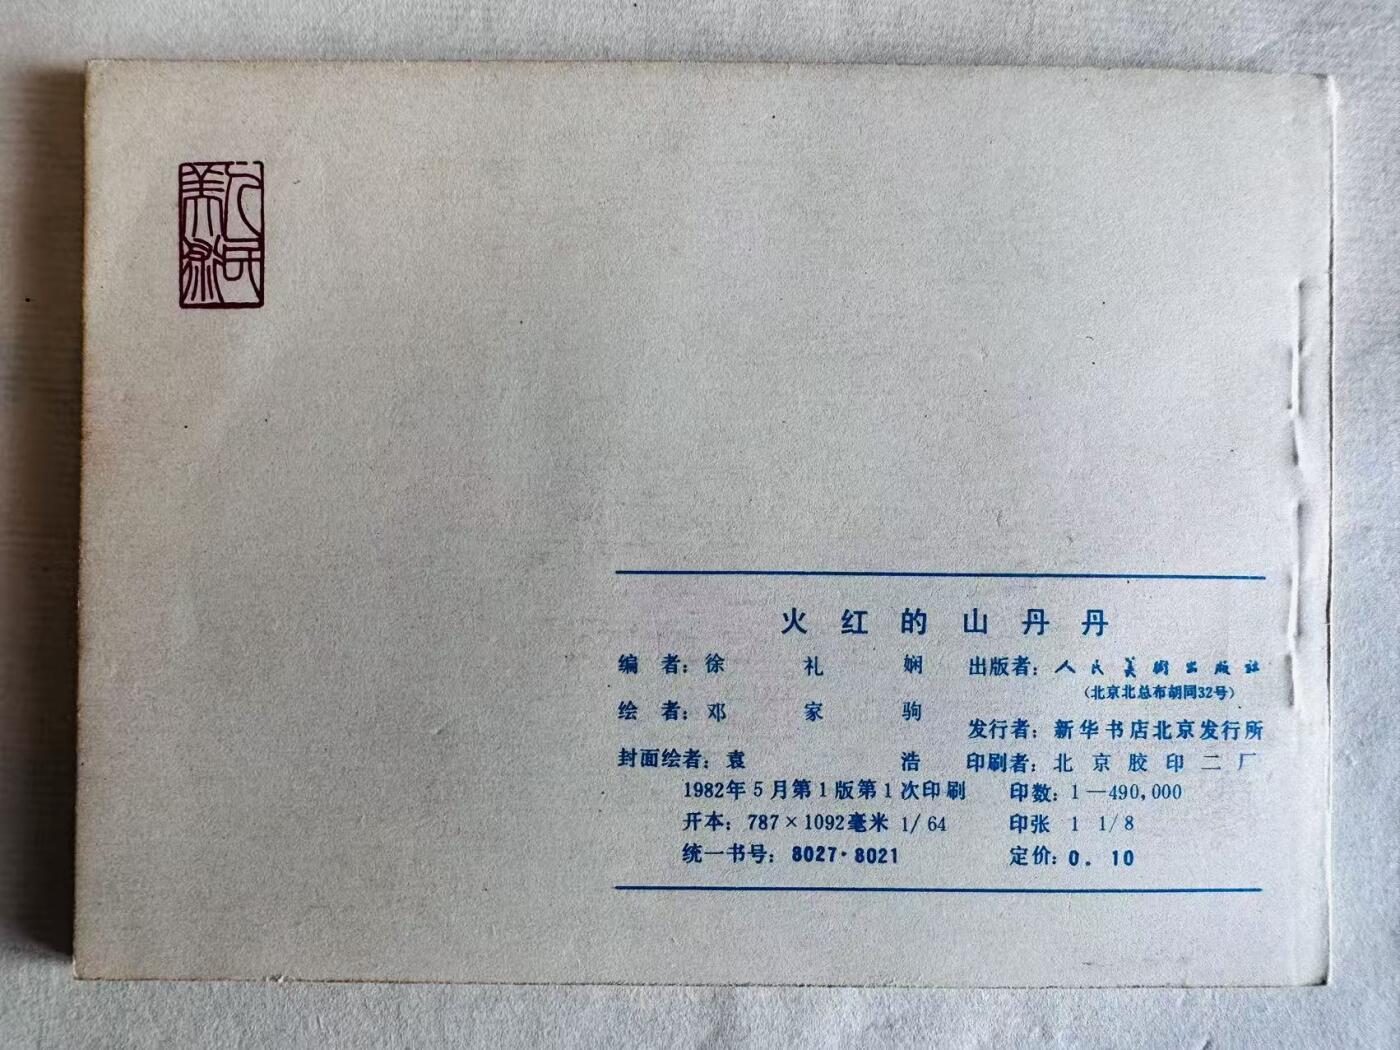 人民美术
火红的山丹丹
编者：徐礼娴
出版者：人民美術出版社
（北京北总布胡同32号）
绘者：邓家驹
发行者：新华书店北京发行所
封面绘者：袁浩
印刷者：北京胶印二厂
1982年5月第1版第1次印刷
印数：1—490,000
开本：787×1092毫米 1/64
印张 1 1/8
统一书号：8027·8021
定价：0.10